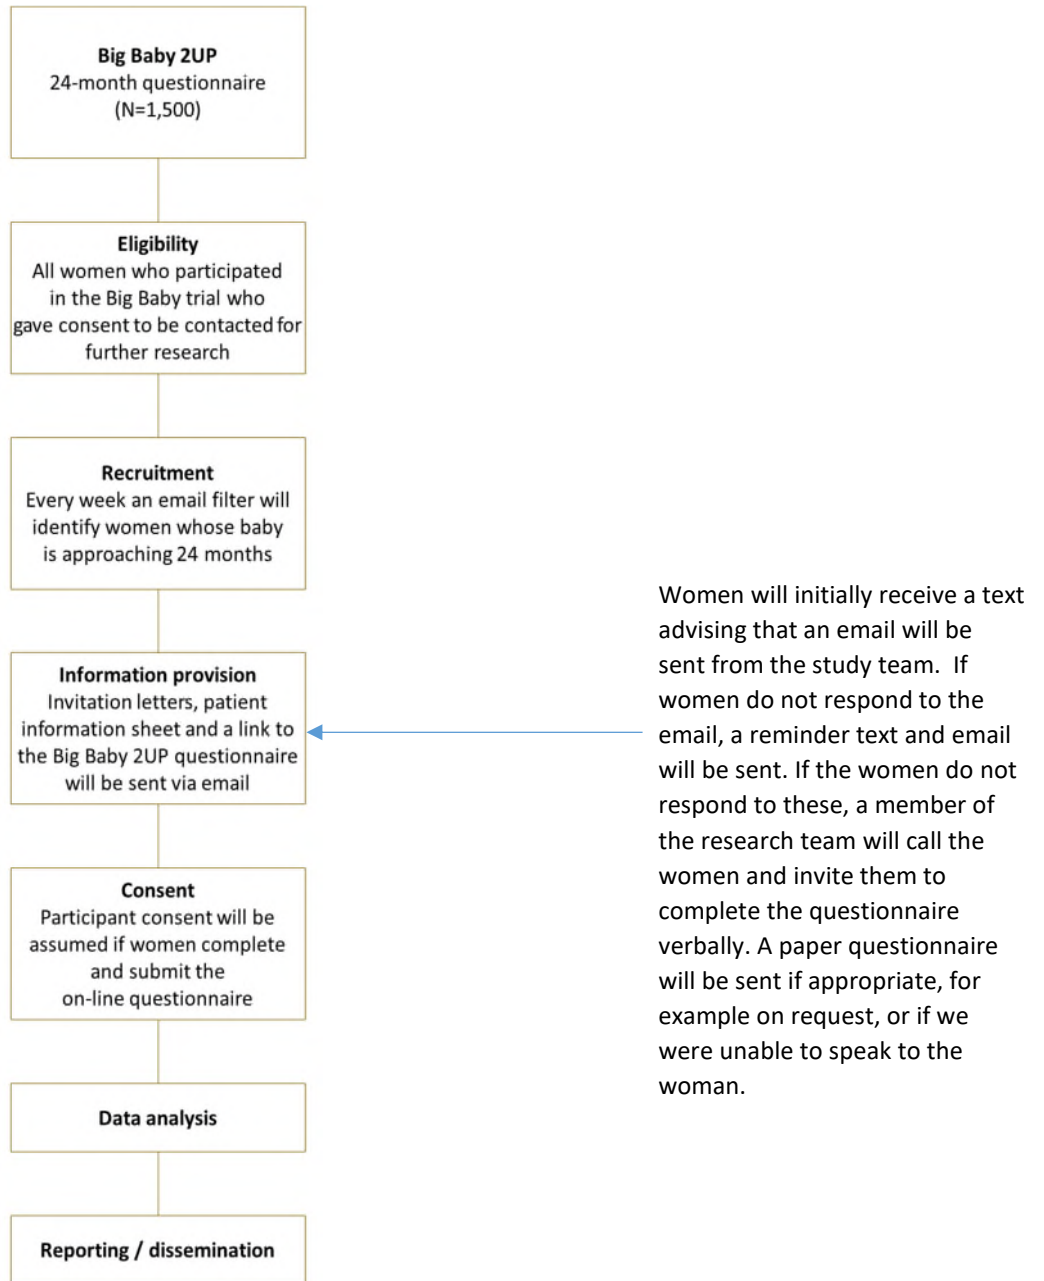 Big Baby 2UP
24-month questionnaire
(N=1,500)
Eligibility
All women who participated
in the Big Baby trial who
gave consent to be contacted for
further research
Recruitment
Every week an email filter will
identify women whose baby
is approaching 24 months
Information provision
Invitation letters, patient
information sheet and a link to
the Big Baby 2UP questionnaire
will be sent via email
Women will initially receive a text
advising that an email will be
sent from the study team.  If
women do not respond to the
email, a reminder text and email
will be sent. If the women do not
respond to these, a member of
the research team will call the
women and invite them to
complete the questionnaire
verbally. A paper questionnaire
will be sent if appropriate, for
example on request, or if we
were unable to speak to the
woman.
Consent
Participant consent will be
assumed if women complete
and submit the
on-line questionnaire
Data analysis
Reporting / dissemination